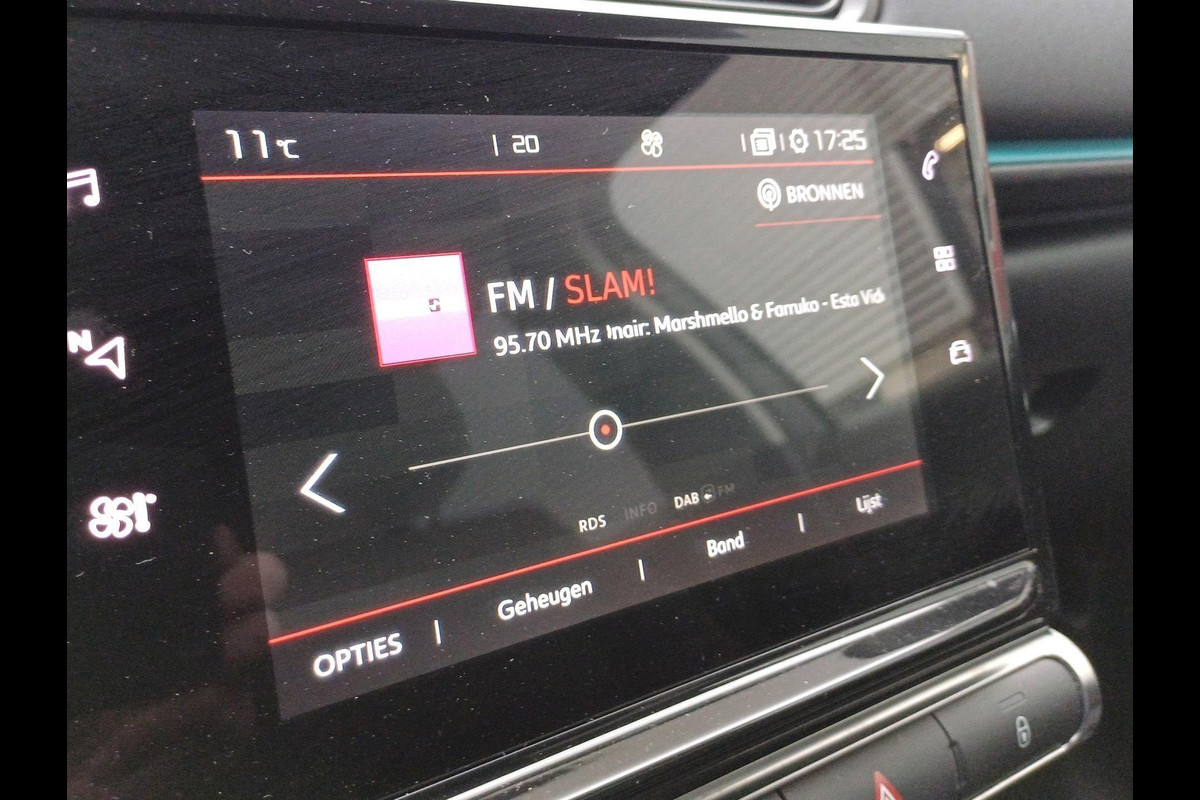 11°C | 20 17:25
BRONNEN
FM / SLAM!
95.70 MHz nair: Marshmello & Farruko - Esta Vid
RDS INFO DAB FM
OPTIES | Geheugen | Band | Lijst
N